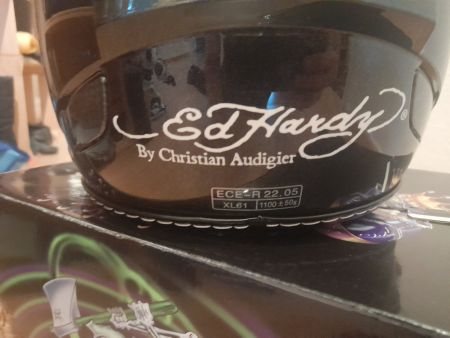 Ed Hardy®
By Christian Audigier
ECE-R 22.05
XL61 1100 ± 50g